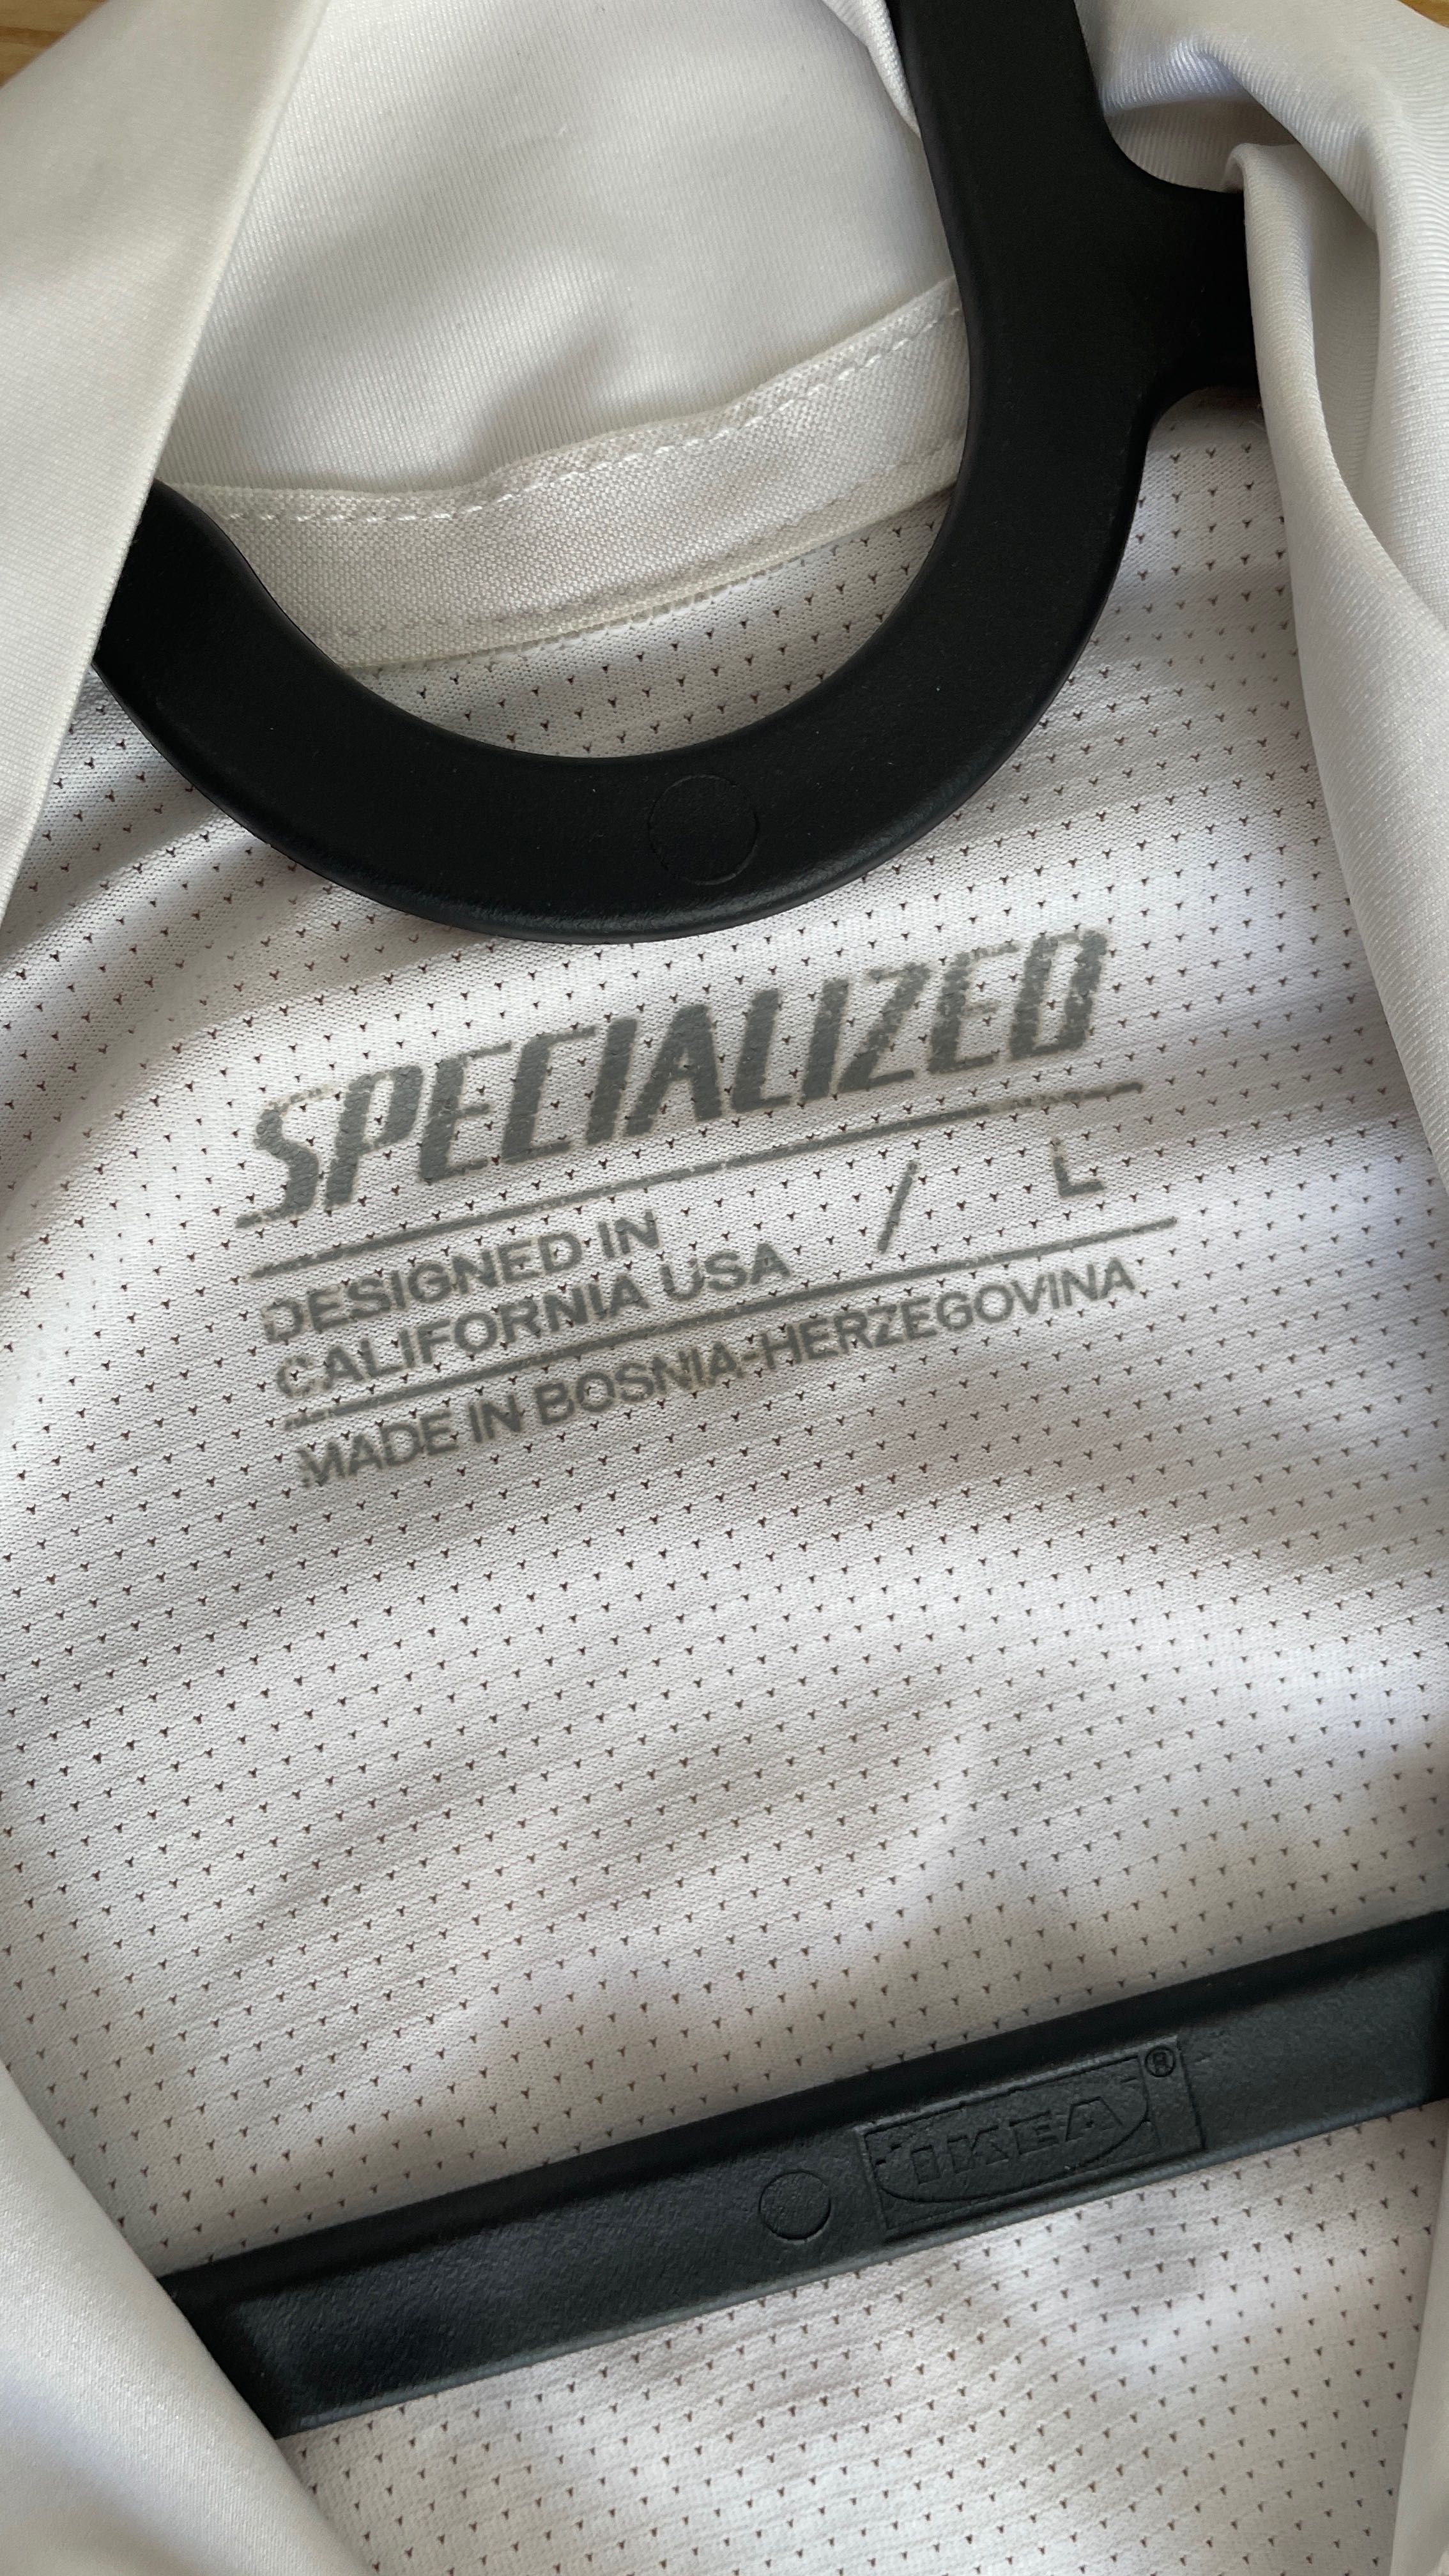 SPECIALIZED
DESIGNED IN
CALIFORNIA USA / L
MADE IN BOSNIA-HERZEGOVINA
IKEA®